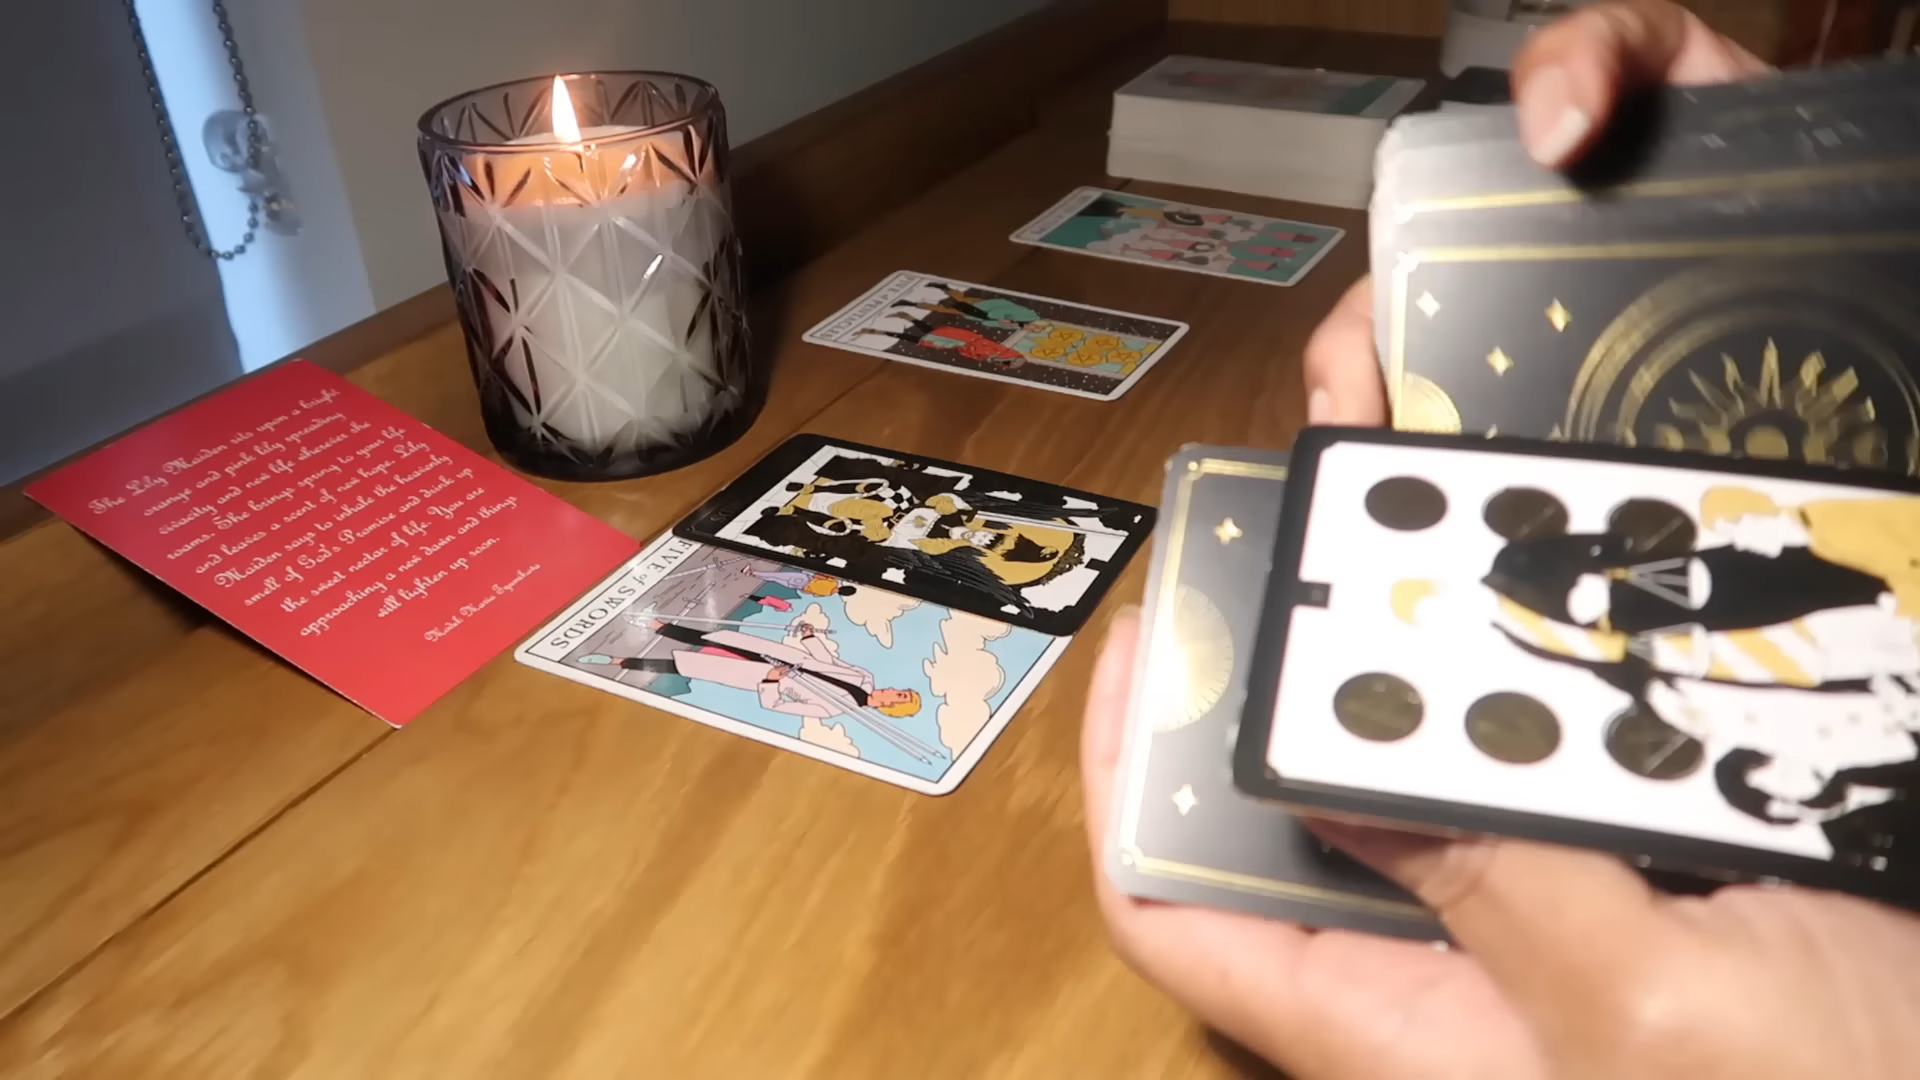 The Lily Maiden sits upon a bright
orange and pink lily spreading
vivacity and new life wherever she
roams. She brings spring to your life
and leaves a scent of new hope. Lily
Maiden says to inhale the heavenly
smell of God's Promise and drink up
the sweet nectar of life. You are
approaching a new dawn and things
will lighten up soon.
FIVE of PENTACLES
FIVE of SWORDS